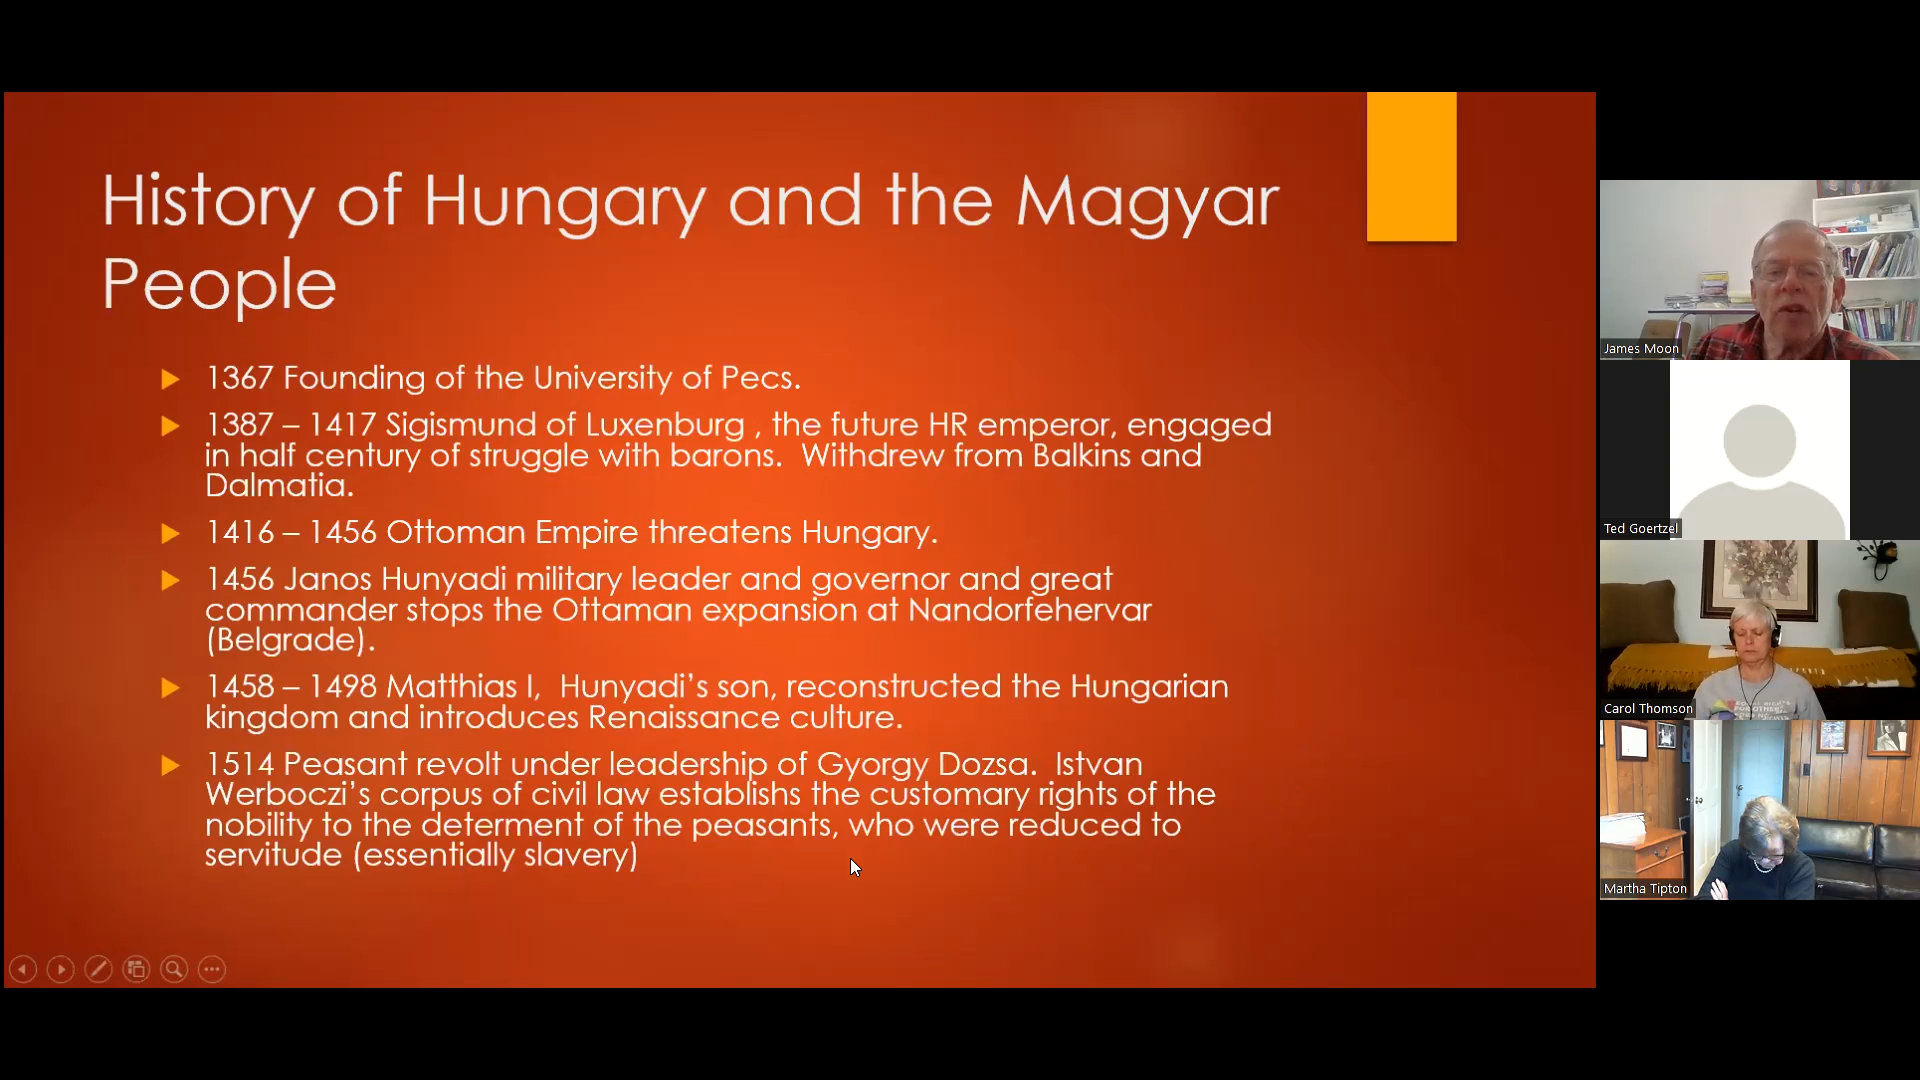 History of Hungary and the Magyar
People
1367 Founding of the University of Pecs.
1387 – 1417 Sigismund of Luxenburg , the future HR emperor, engaged
in half century of struggle with barons.  Withdrew from Balkins and
Dalmatia.
1416 – 1456 Ottoman Empire threatens Hungary.
1456 Janos Hunyadi military leader and governor and great
commander stops the Ottaman expansion at Nandorfehervar
(Belgrade).
1458 – 1498 Matthias I,  Hunyadi’s son, reconstructed the Hungarian
kingdom and introduces Renaissance culture.
1514 Peasant revolt under leadership of Gyorgy Dozsa.  Istvan
Werboczi’s corpus of civil law establishs the customary rights of the
nobility to the determent of the peasants, who were reduced to
servitude (essentially slavery)
James Moon
Ted Goertzel
Carol Thomson
Martha Tipton